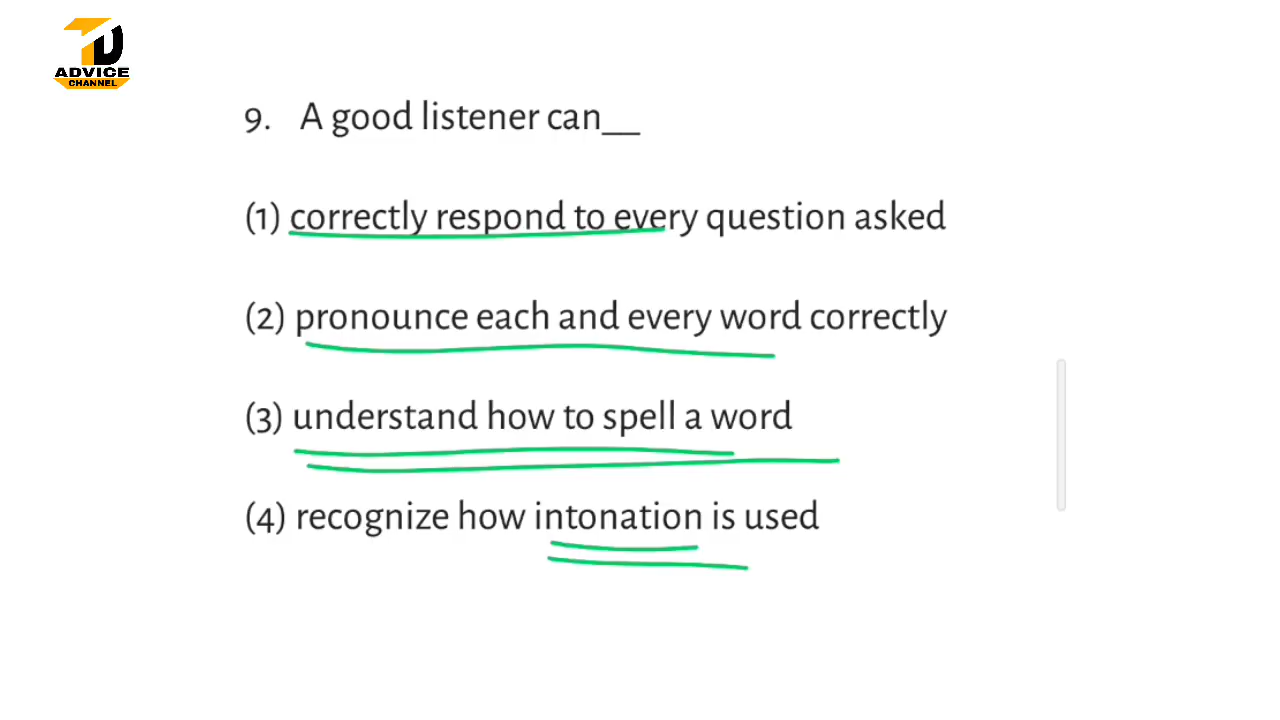 TD
ADVICE
CHANNEL
9. A good listener can__
(1) correctly respond to every question asked
(2) pronounce each and every word correctly
(3) understand how to spell a word
(4) recognize how intonation is used